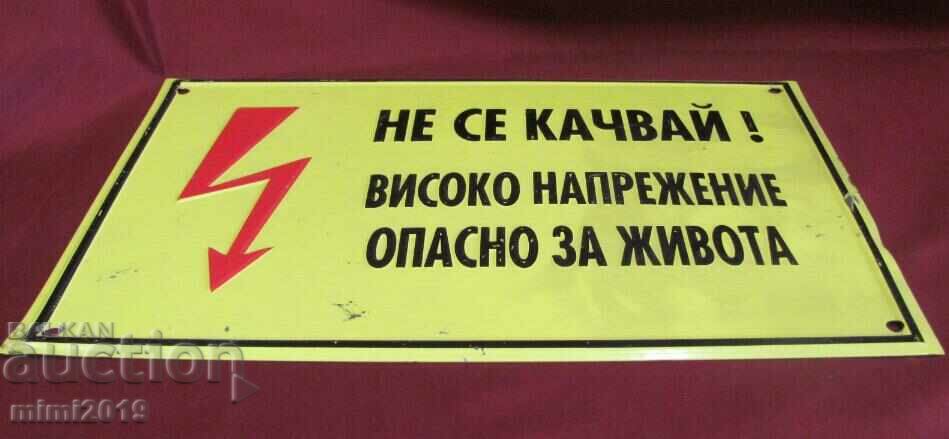 НЕ СЕ КАЧВАЙ !
ВИСОКО НАПРЕЖЕНИЕ
ОПАСНО ЗА ЖИВОТА
BALKAN
auction
mimi2019